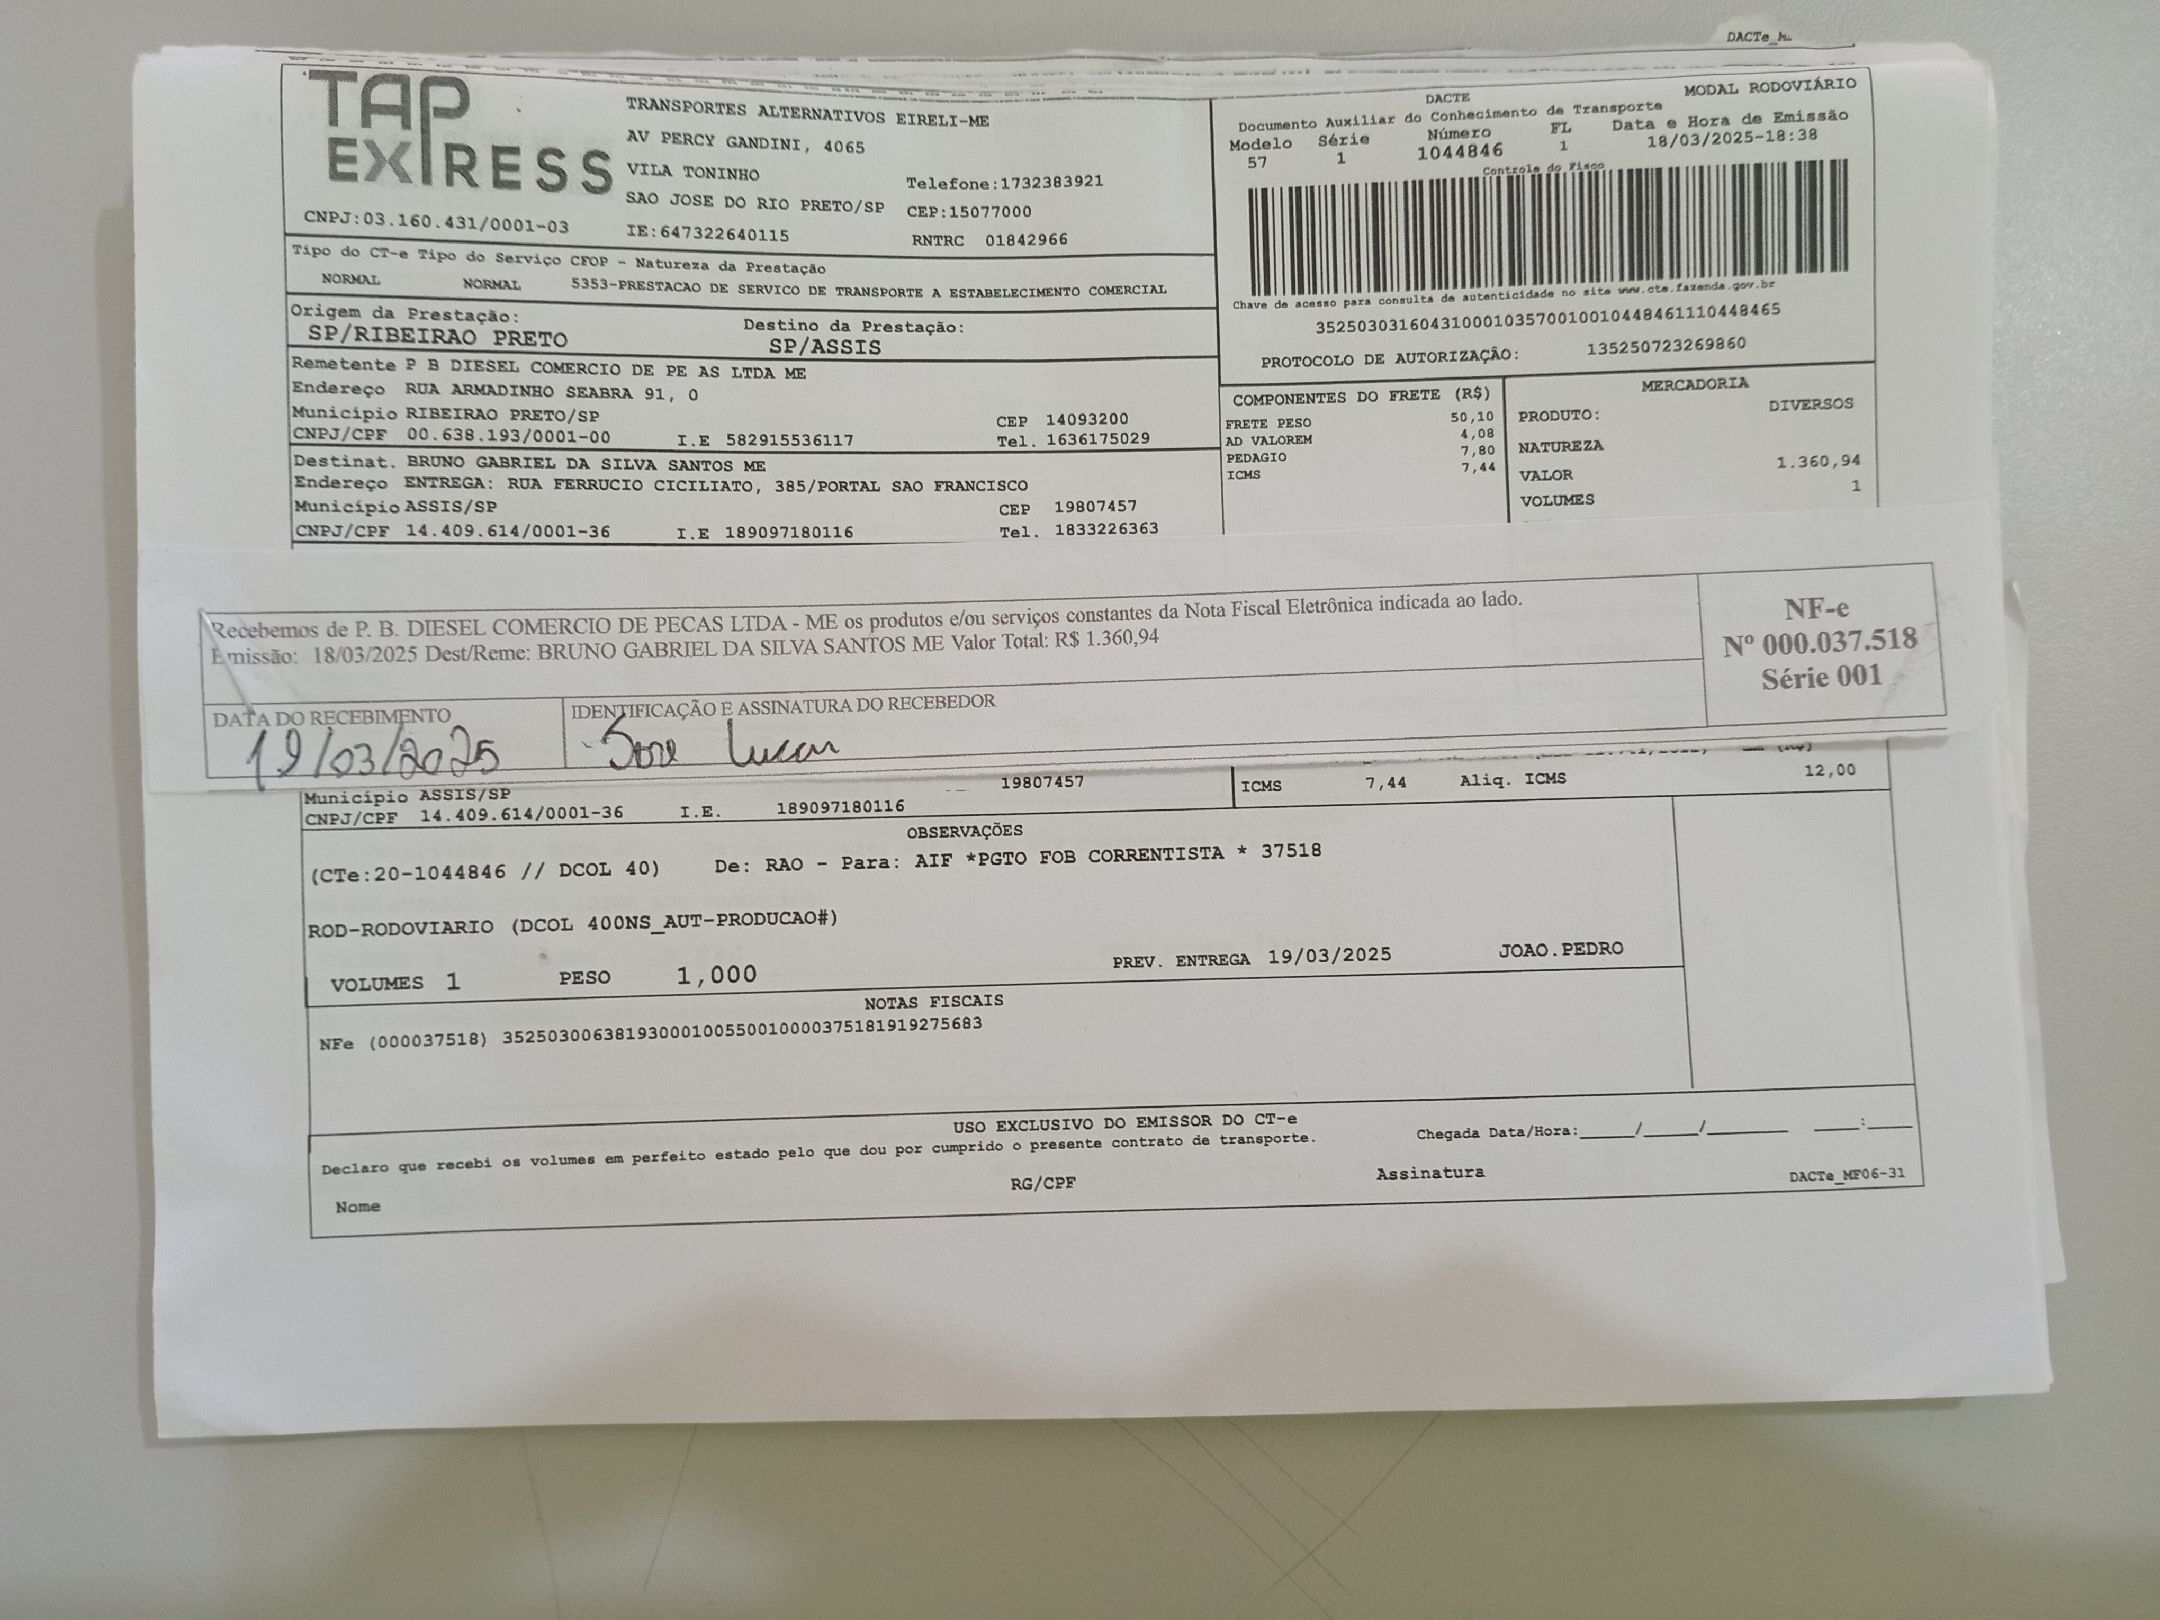 DACTe_
TAP EXPRESS
TRANSPORTES ALTERNATIVOS EIRELI-ME
AV PERCY GANDINI, 4065
VILA TONINHO
Telefone:1732383921
SAO JOSE DO RIO PRETO/SP CEP:15077000
CNPJ:03.160.431/0001-03 IE:647322640115 RNTRC 01842966
DACTE
MODAL RODOVIÁRIO
Documento Auxiliar do Conhecimento de Transporte
Modelo Série Número FL Data e Hora de Emissão
57 1 1044846 1 18/03/2025-18:38
Controle do Fisco
Chave de acesso para consulta de autenticidade no site www.cte.fazenda.gov.br
35250303160431000103570010010448461110448465
PROTOCOLO DE AUTORIZAÇÃO: 135250723269860
Tipo do CT-e Tipo do Serviço CFOP - Natureza da Prestação
NORMAL NORMAL 5353-PRESTACAO DE SERVICO DE TRANSPORTE A ESTABELECIMENTO COMERCIAL
Origem da Prestação: Destino da Prestação:
SP/RIBEIRAO PRETO SP/ASSIS
Remetente P B DIESEL COMERCIO DE PE AS LTDA ME
Endereço RUA ARMADINHO SEABRA 91, 0
Município RIBEIRAO PRETO/SP CEP 14093200
CNPJ/CPF 00.638.193/0001-00 I.E 582915536117 Tel. 1636175029
Destinat. BRUNO GABRIEL DA SILVA SANTOS ME
Endereço ENTREGA: RUA FERRUCIO CICILIATO, 385/PORTAL SAO FRANCISCO
Município ASSIS/SP CEP 19807457
CNPJ/CPF 14.409.614/0001-36 I.E 189097180116 Tel. 1833226363
COMPONENTES DO FRETE (R$)
FRETE PESO 50,10
AD VALOREM 4,08
PEDAGIO 7,80
ICMS 7,44
MERCADORIA
PRODUTO: DIVERSOS
NATUREZA
VALOR 1.360,94
VOLUMES 1
Recebemos de P. B. DIESEL COMERCIO DE PECAS LTDA - ME os produtos e/ou serviços constantes da Nota Fiscal Eletrônica indicada ao lado.
Emissão: 18/03/2025 Dest/Reme: BRUNO GABRIEL DA SILVA SANTOS ME Valor Total: R$ 1.360,94
NF-e
Nº 000.037.518
Série 001
DATA DO RECEBIMENTO IDENTIFICAÇÃO E ASSINATURA DO RECEBEDOR
19/03/2025 Jose Lucas
19807457
Município ASSIS/SP
CNPJ/CPF 14.409.614/0001-36 I.E. 189097180116
ICMS 7,44 Aliq. ICMS 12,00
OBSERVAÇÕES
(CTe:20-1044846 // DCOL 40) De: RAO - Para: AIF *PGTO FOB CORRENTISTA * 37518
ROD-RODOVIARIO (DCOL 400NS_AUT-PRODUCAO#)
VOLUMES 1 PESO 1,000 PREV. ENTREGA 19/03/2025 JOAO.PEDRO
NOTAS FISCAIS
NFe (000037518) 35250300638193000100550010000375181919275683
USO EXCLUSIVO DO EMISSOR DO CT-e
Declaro que recebi os volumes em perfeito estado pelo que dou por cumprido o presente contrato de transporte. Chegada Data/Hora:_____/_____/_______ ____:____
Nome RG/CPF Assinatura DACTe_MF06-31